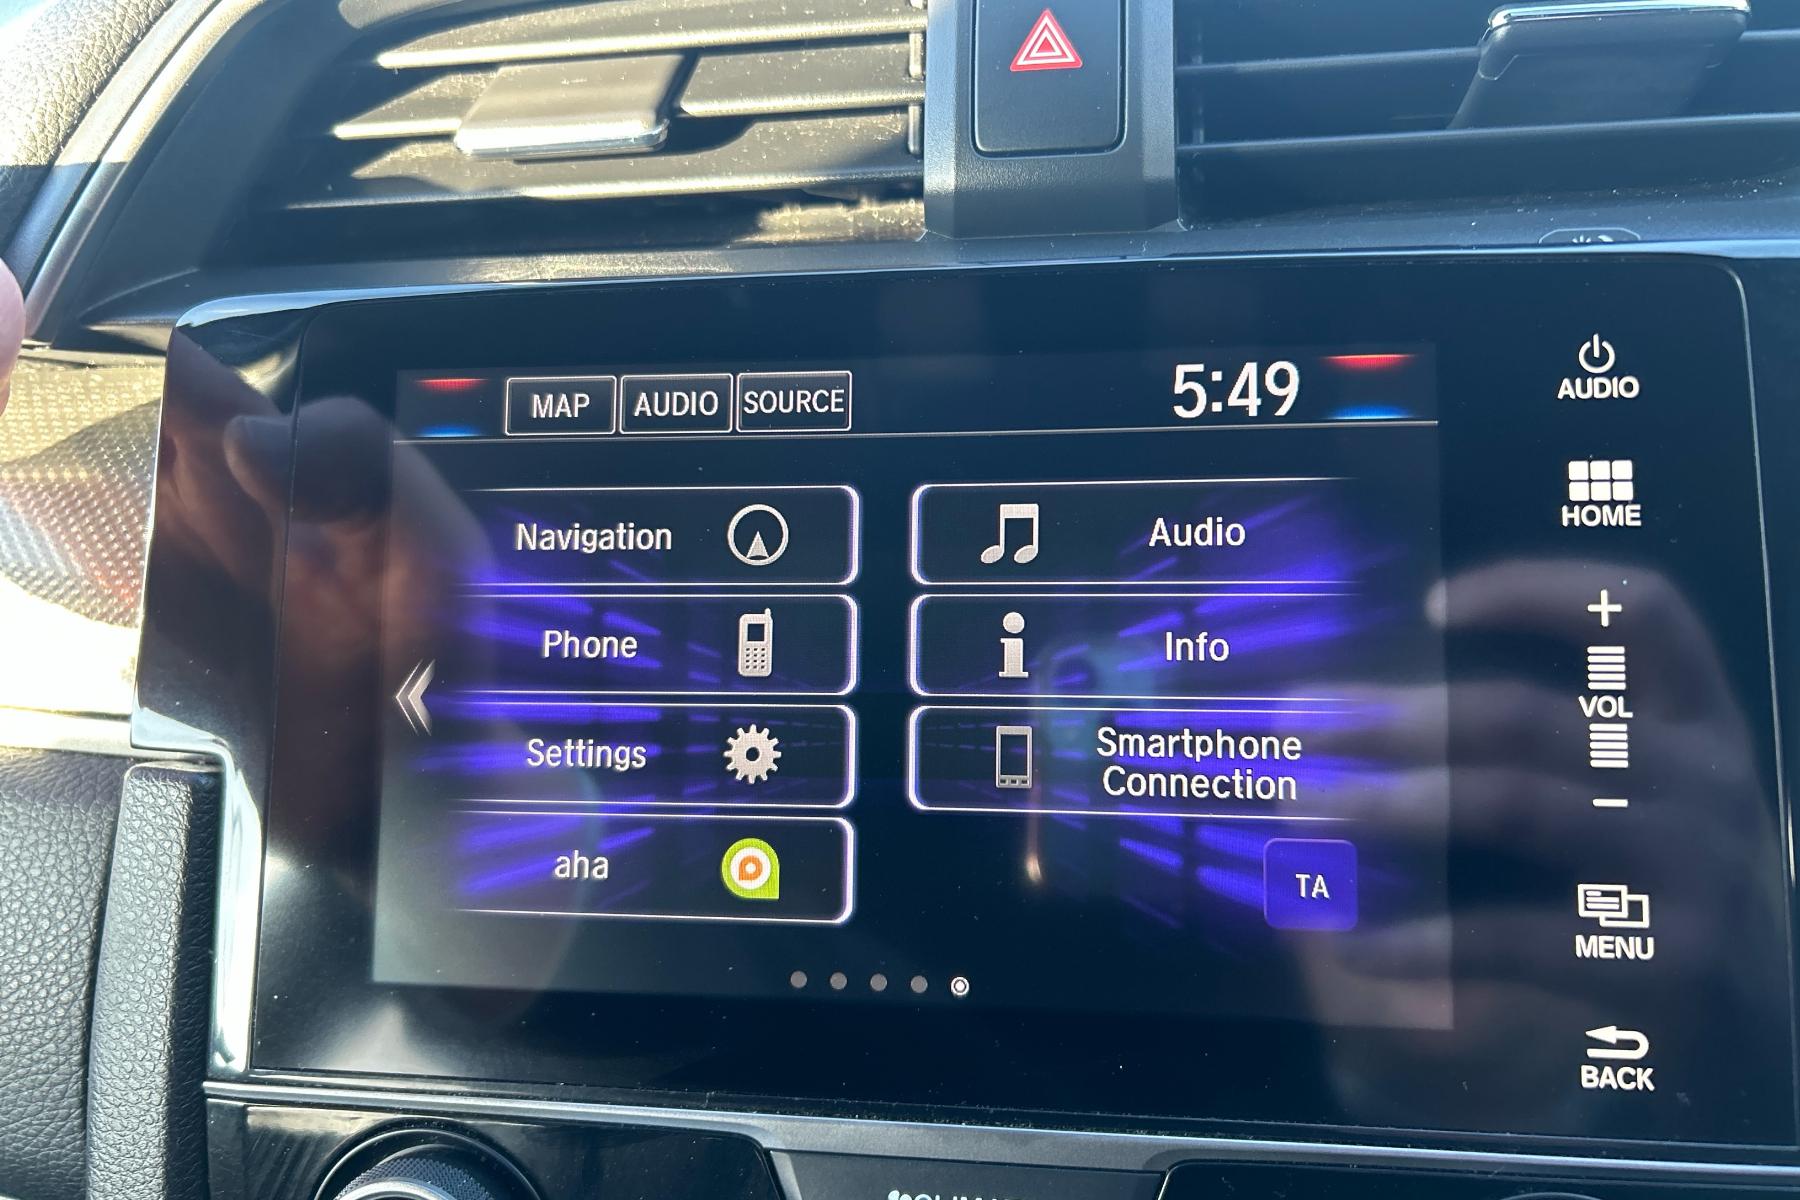 MAP AUDIO SOURCE 5:49
AUDIO
Navigation
Audio
HOME
Phone
Info
VOL
Settings
Smartphone
Connection
aha
TA
MENU
BACK